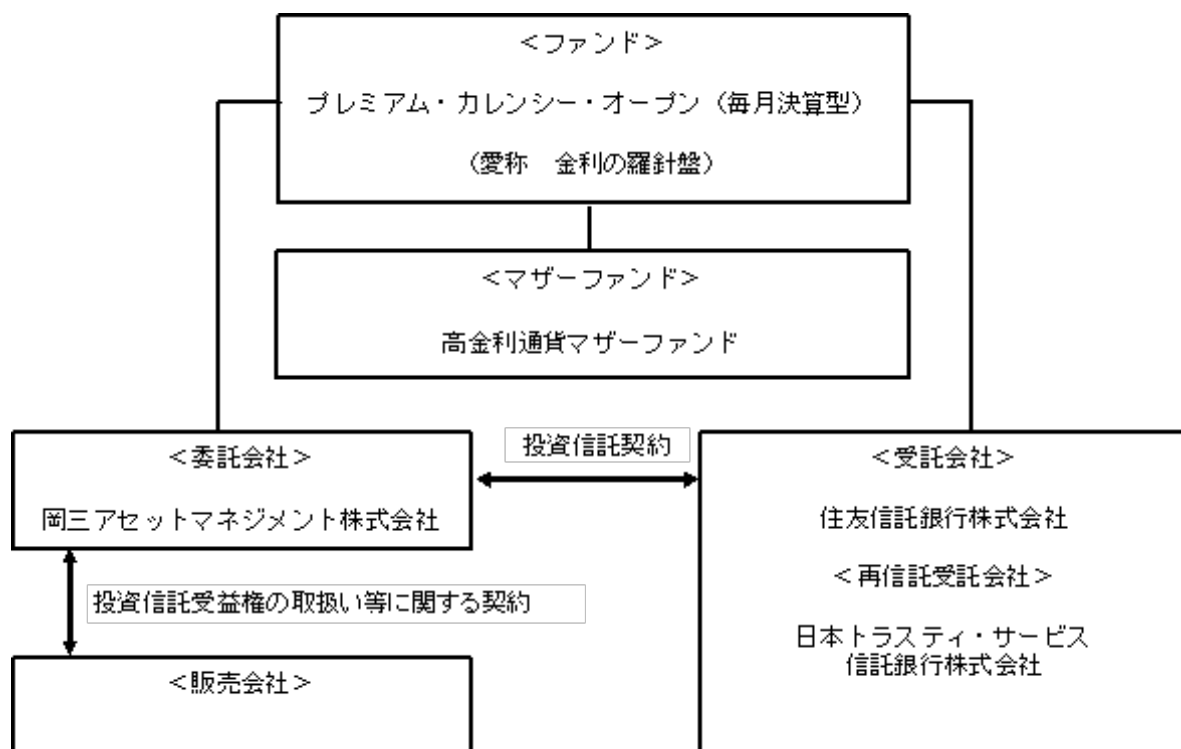 ＜ファンド＞
プレミアム・カレンシー・オープン（毎月決算型）
（愛称　金利の羅針盤）
＜マザーファンド＞
高金利通貨マザーファンド
＜委託会社＞
岡三アセットマネジメント株式会社
投資信託契約
＜受託会社＞
住友信託銀行株式会社
＜再信託受託会社＞
日本トラスティ・サービス
信託銀行株式会社
投資信託受益権の取扱い等に関する契約
＜販売会社＞